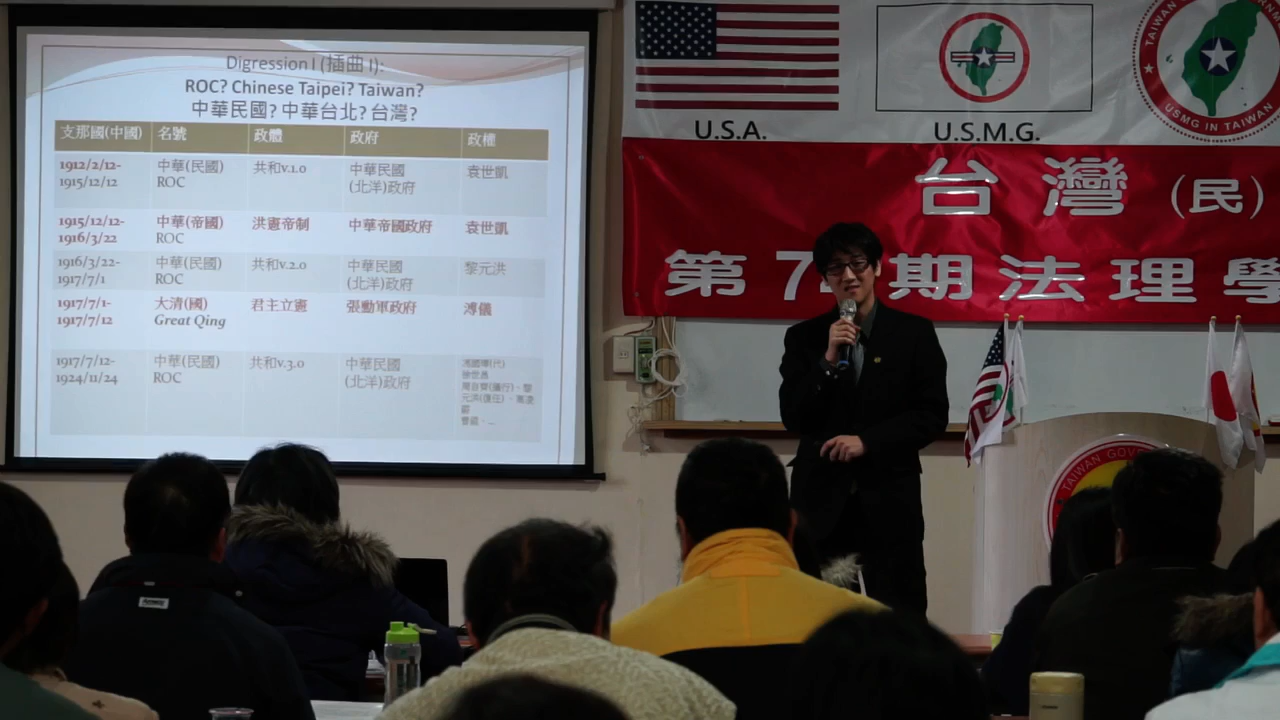 Digression I (插曲 I):
ROC? Chinese Taipei? Taiwan?
中華民國? 中華台北? 台灣?
支那國(中國) 名號 政體 政府 政權
1912/2/12-1915/12/12 中華(民國) ROC 共和v.1.0 中華民國(北洋)政府 袁世凱
1915/12/12-1916/3/22 中華(帝國) ROC 洪憲帝制 中華帝國政府 袁世凱
1916/3/22-1917/7/1 中華(民國) ROC 共和v.2.0 中華民國(北洋)政府 黎元洪
1917/7/1-1917/7/12 大清(國) Great Qing 君主立憲 張勳軍政府 溥儀
1917/7/12-1924/11/24 中華(民國) ROC 共和v.3.0 中華民國(北洋)政府
U.S.A.
U.S.M.G.
USMG IN TAIWAN
台灣(民)
第7 期法理學
TAIWAN GOV